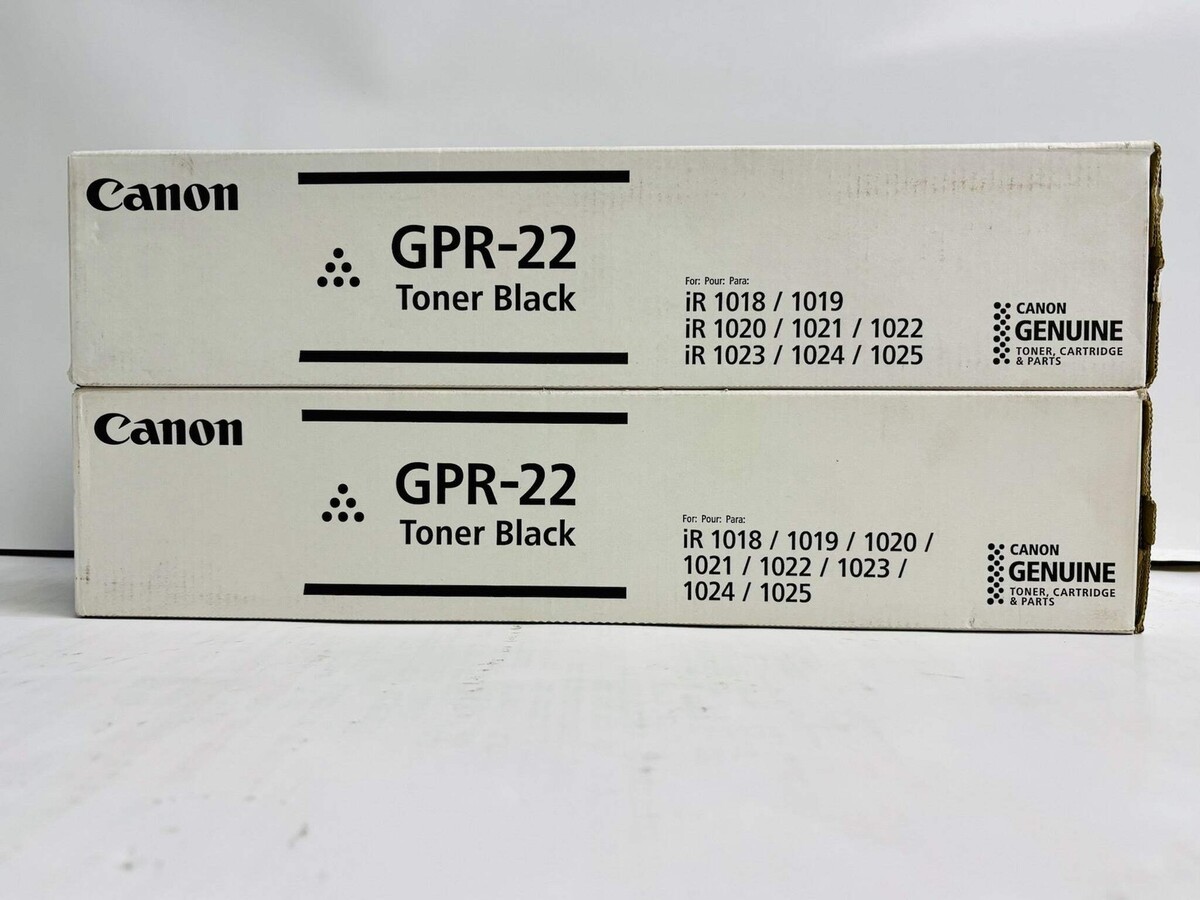 Canon
GPR-22
Toner Black
For: Pour: Para:
iR 1018 / 1019
iR 1020 / 1021 / 1022
iR 1023 / 1024 / 1025
CANON
GENUINE
TONER, CARTRIDGE
& PARTS
Canon
GPR-22
Toner Black
For: Pour: Para:
iR 1018 / 1019 / 1020 /
1021 / 1022 / 1023 /
1024 / 1025
CANON
GENUINE
TONER, CARTRIDGE
& PARTS